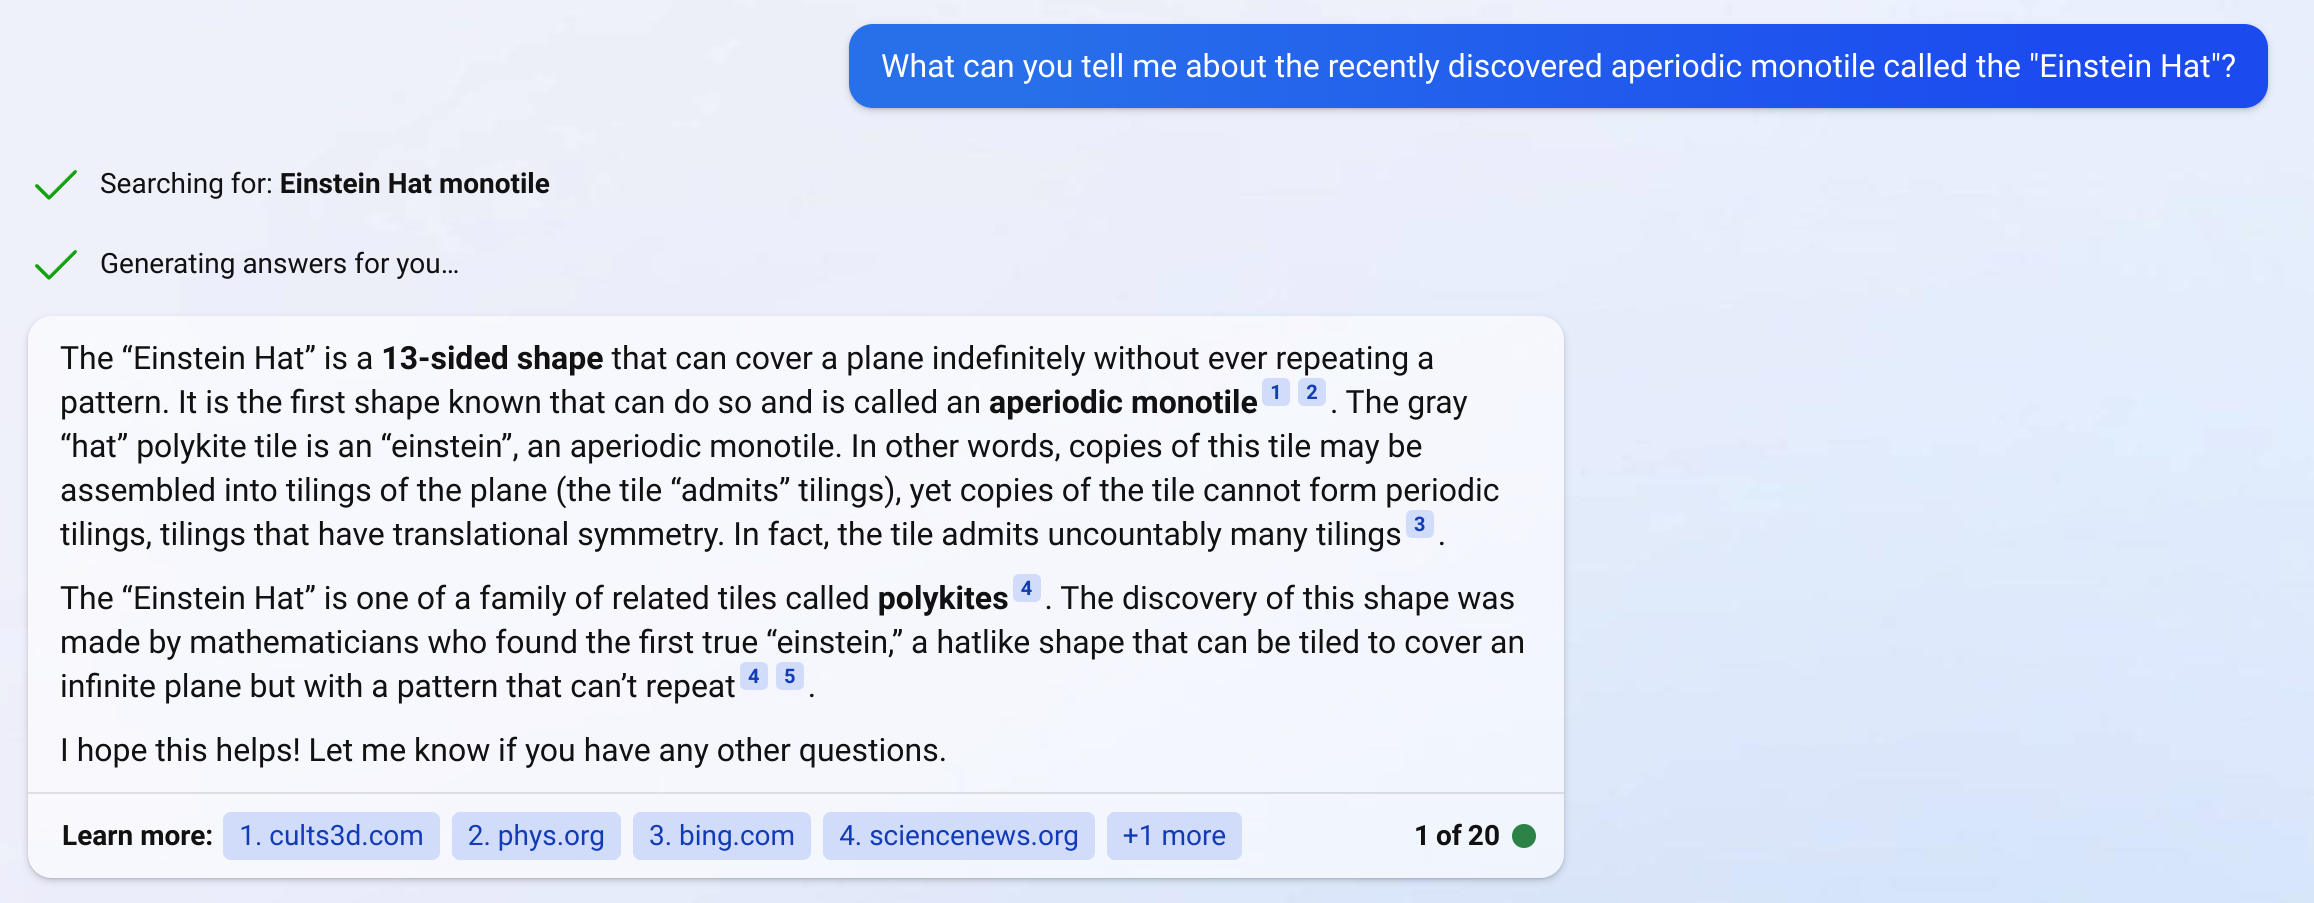 What can you tell me about the recently discovered aperiodic monotile called the "Einstein Hat"?
Searching for: Einstein Hat monotile
Generating answers for you…
The “Einstein Hat” is a 13-sided shape that can cover a plane indefinitely without ever repeating a
pattern. It is the first shape known that can do so and is called an aperiodic monotile 1 2 . The gray
“hat” polykite tile is an “einstein”, an aperiodic monotile. In other words, copies of this tile may be
assembled into tilings of the plane (the tile “admits” tilings), yet copies of the tile cannot form periodic
tilings, tilings that have translational symmetry. In fact, the tile admits uncountably many tilings 3 .
The “Einstein Hat” is one of a family of related tiles called polykites 4 . The discovery of this shape was
made by mathematicians who found the first true “einstein,” a hatlike shape that can be tiled to cover an
infinite plane but with a pattern that can’t repeat 4 5 .
I hope this helps! Let me know if you have any other questions.
Learn more: 1. cults3d.com 2. phys.org 3. bing.com 4. sciencenews.org +1 more 1 of 20